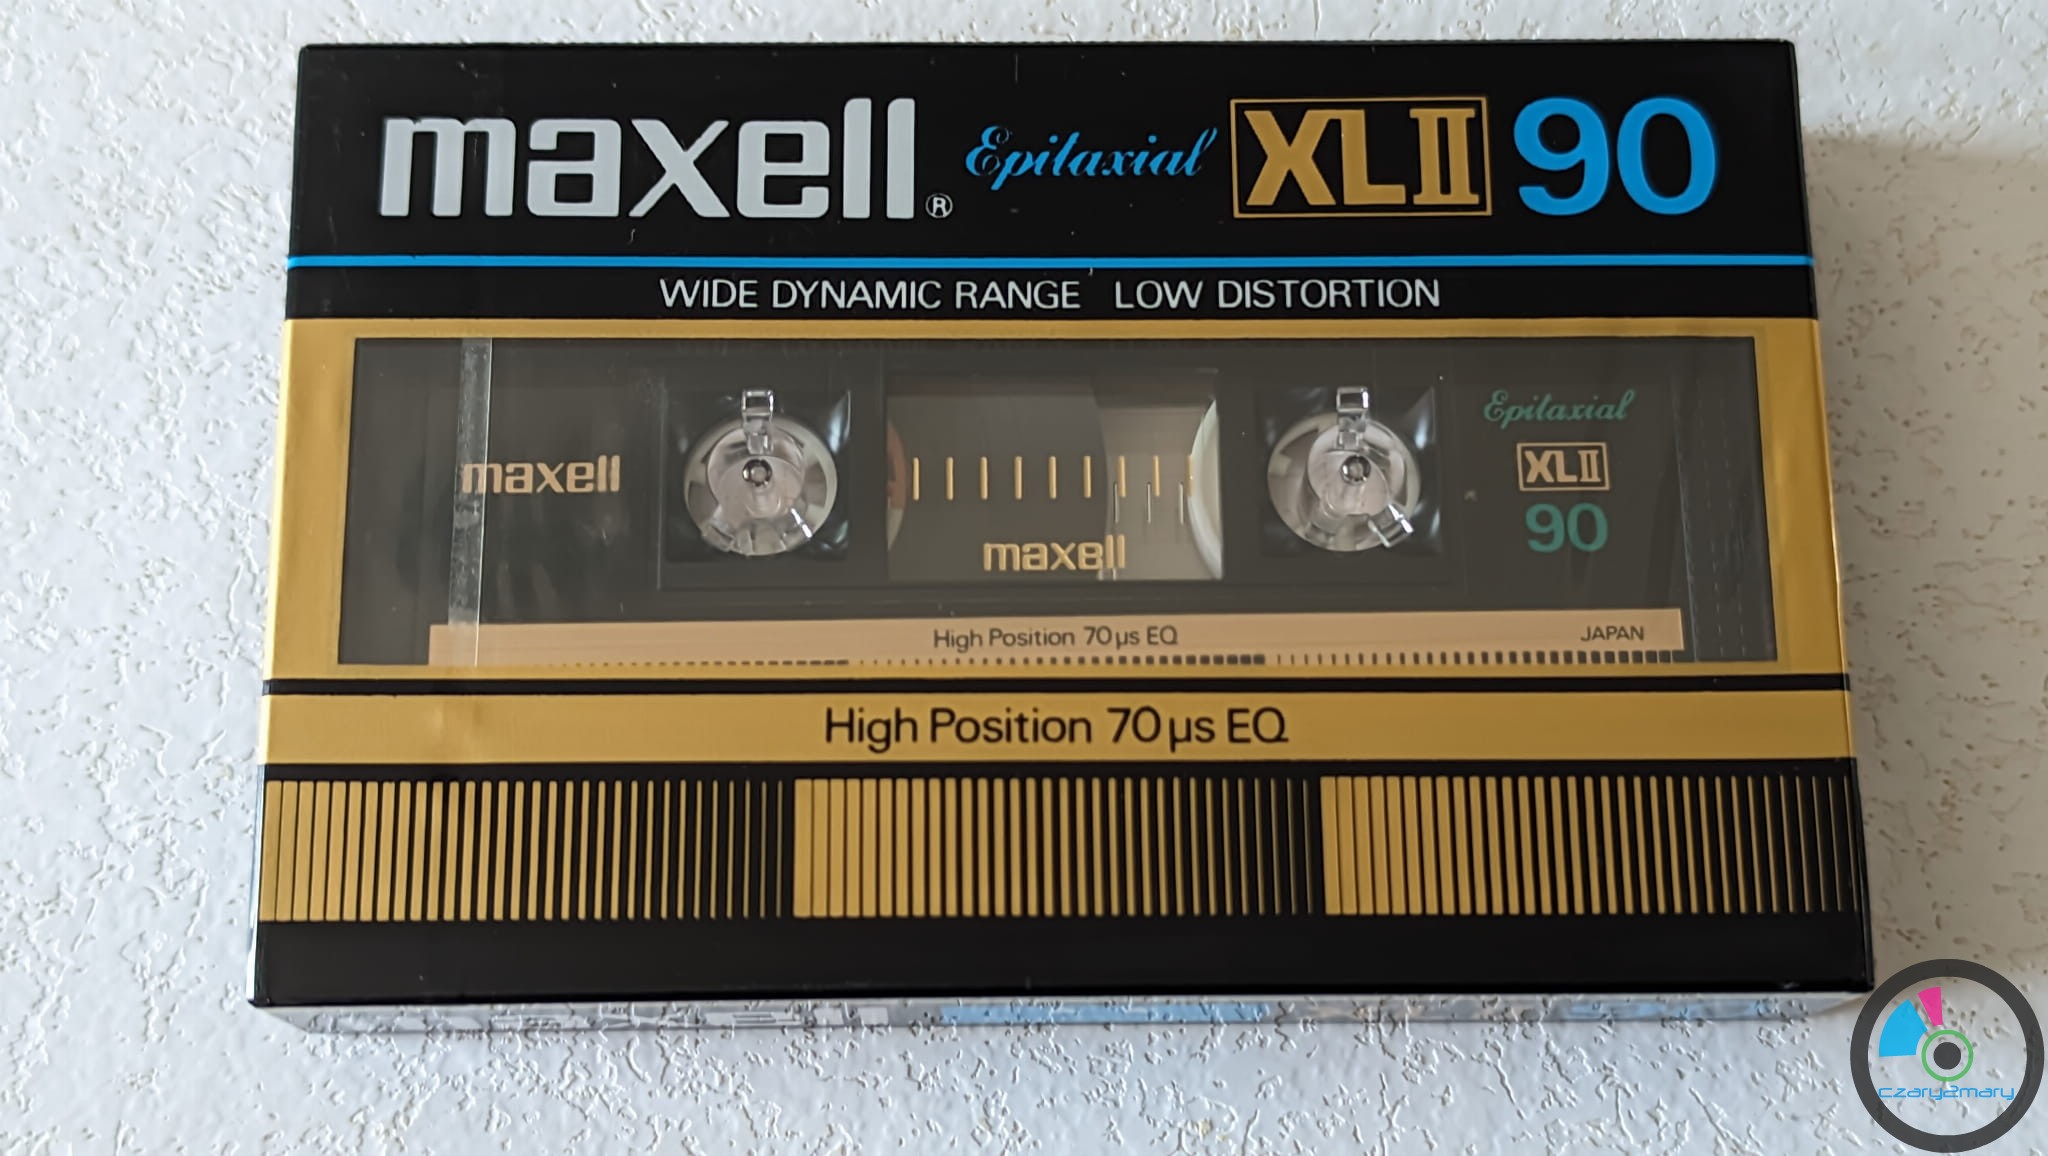 maxell® Epitaxial XLII 90
WIDE DYNAMIC RANGE LOW DISTORTION
Epitaxial
maxell XLII
90
maxell
High Position 70µs EQ JAPAN
High Position 70µs EQ
czary2mary